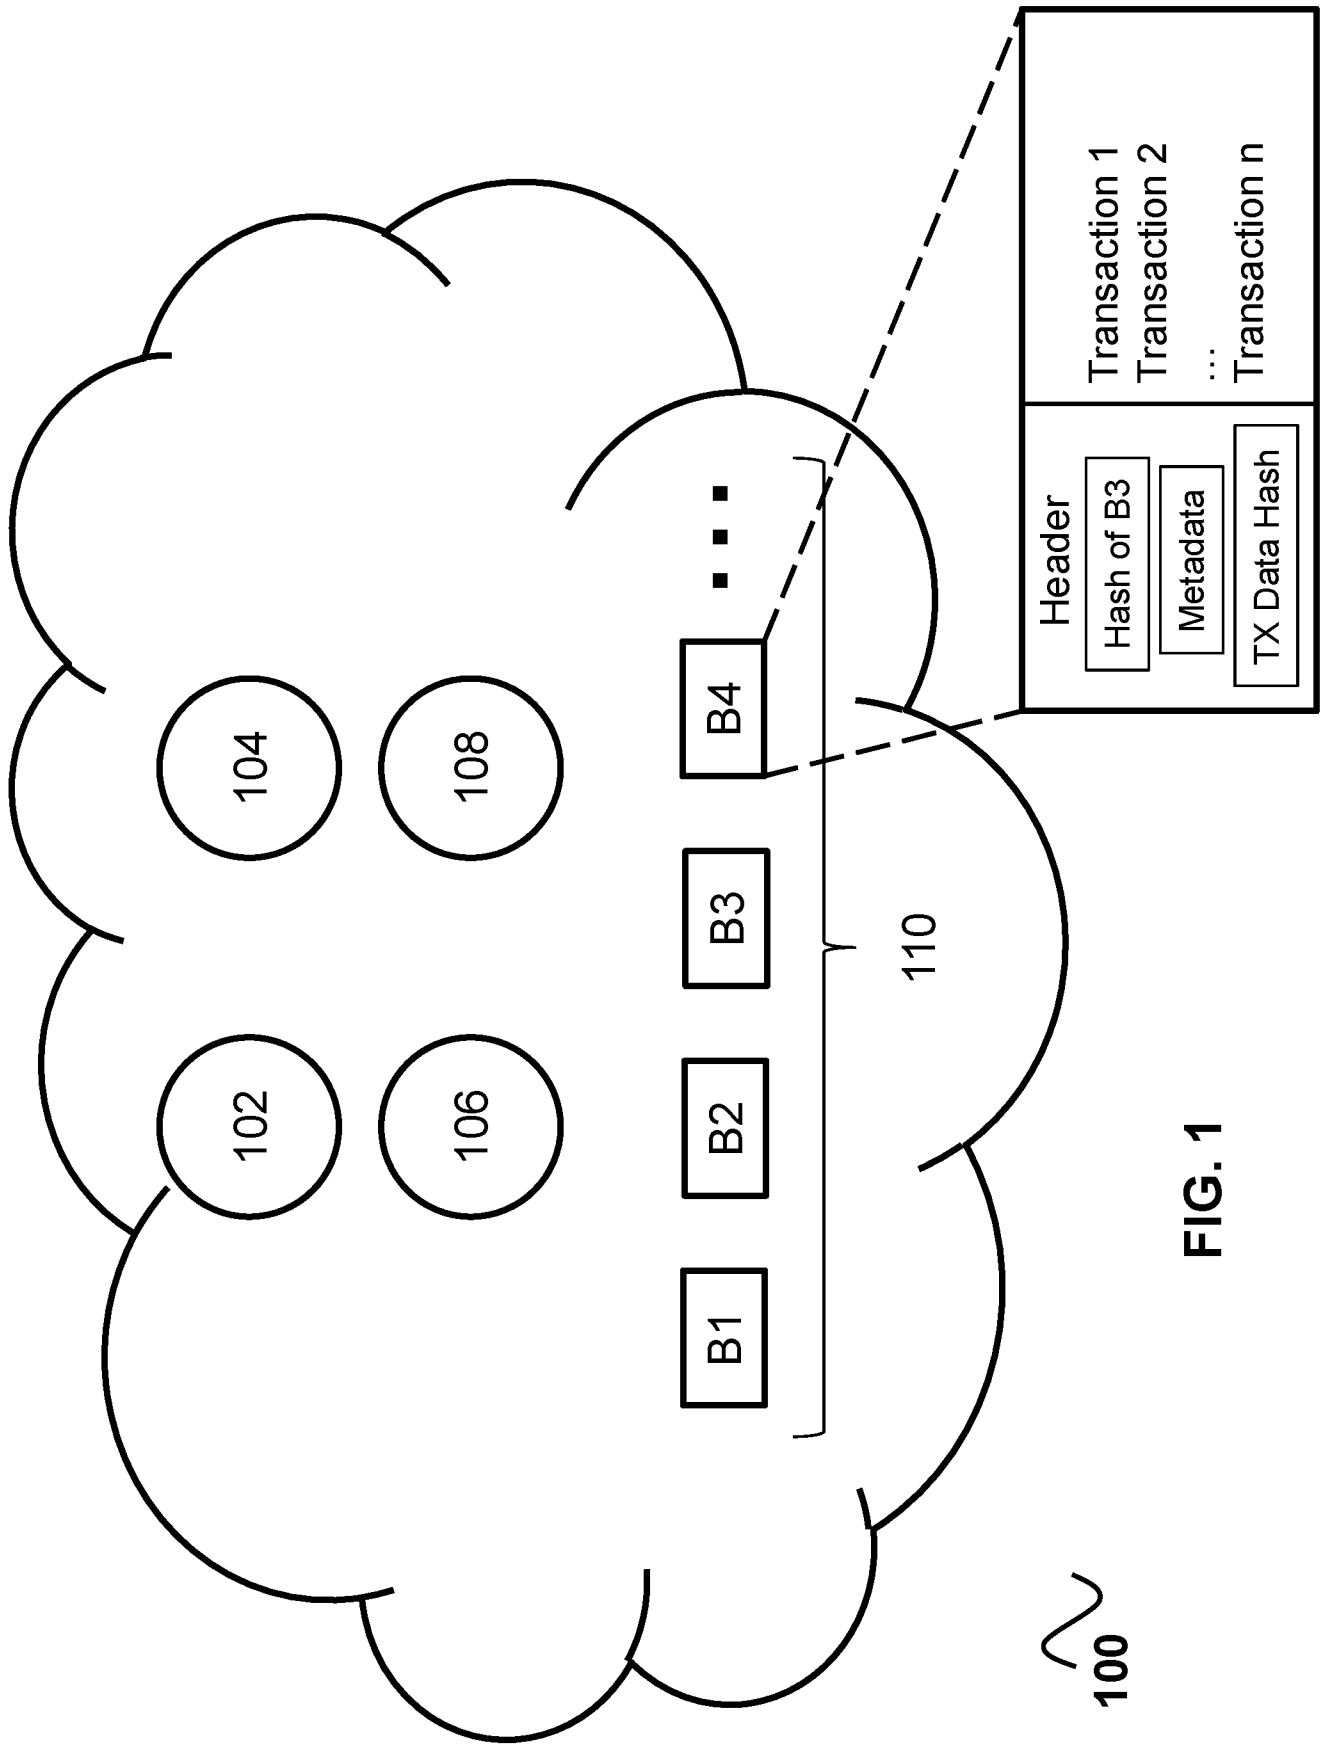 102
104
106
108
B1
B2
B3
B4
...
110
Header
Hash of B3
Metadata
TX Data Hash
Transaction 1
Transaction 2
...
Transaction n
100
FIG. 1